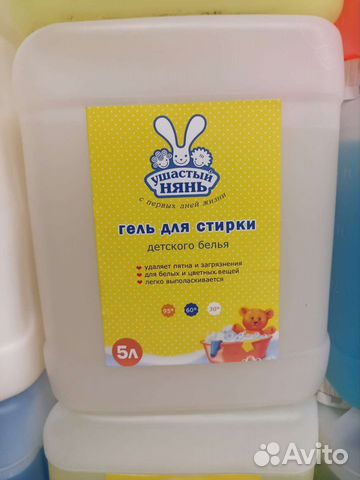 УШАСТЫЙ
НЯНЬ
с первых дней жизни
гель для стирки
детского белья
удаляет пятна и загрязнения
для белых и цветных вещей
легко выполаскивается
95° 60° 30°
5л
Avito